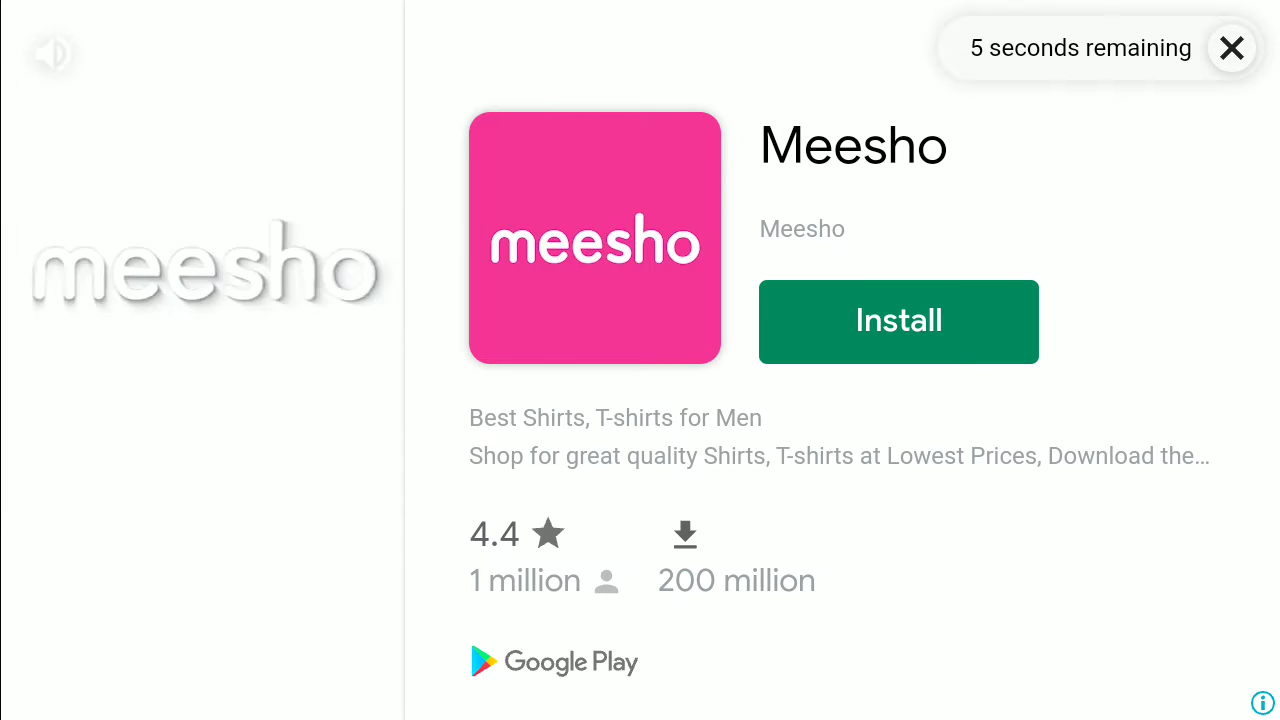 5 seconds remaining
meesho
meesho
Meesho
Meesho
Install
Best Shirts, T-shirts for Men
Shop for great quality Shirts, T-shirts at Lowest Prices, Download the...
4.4
1 million
200 million
Google Play